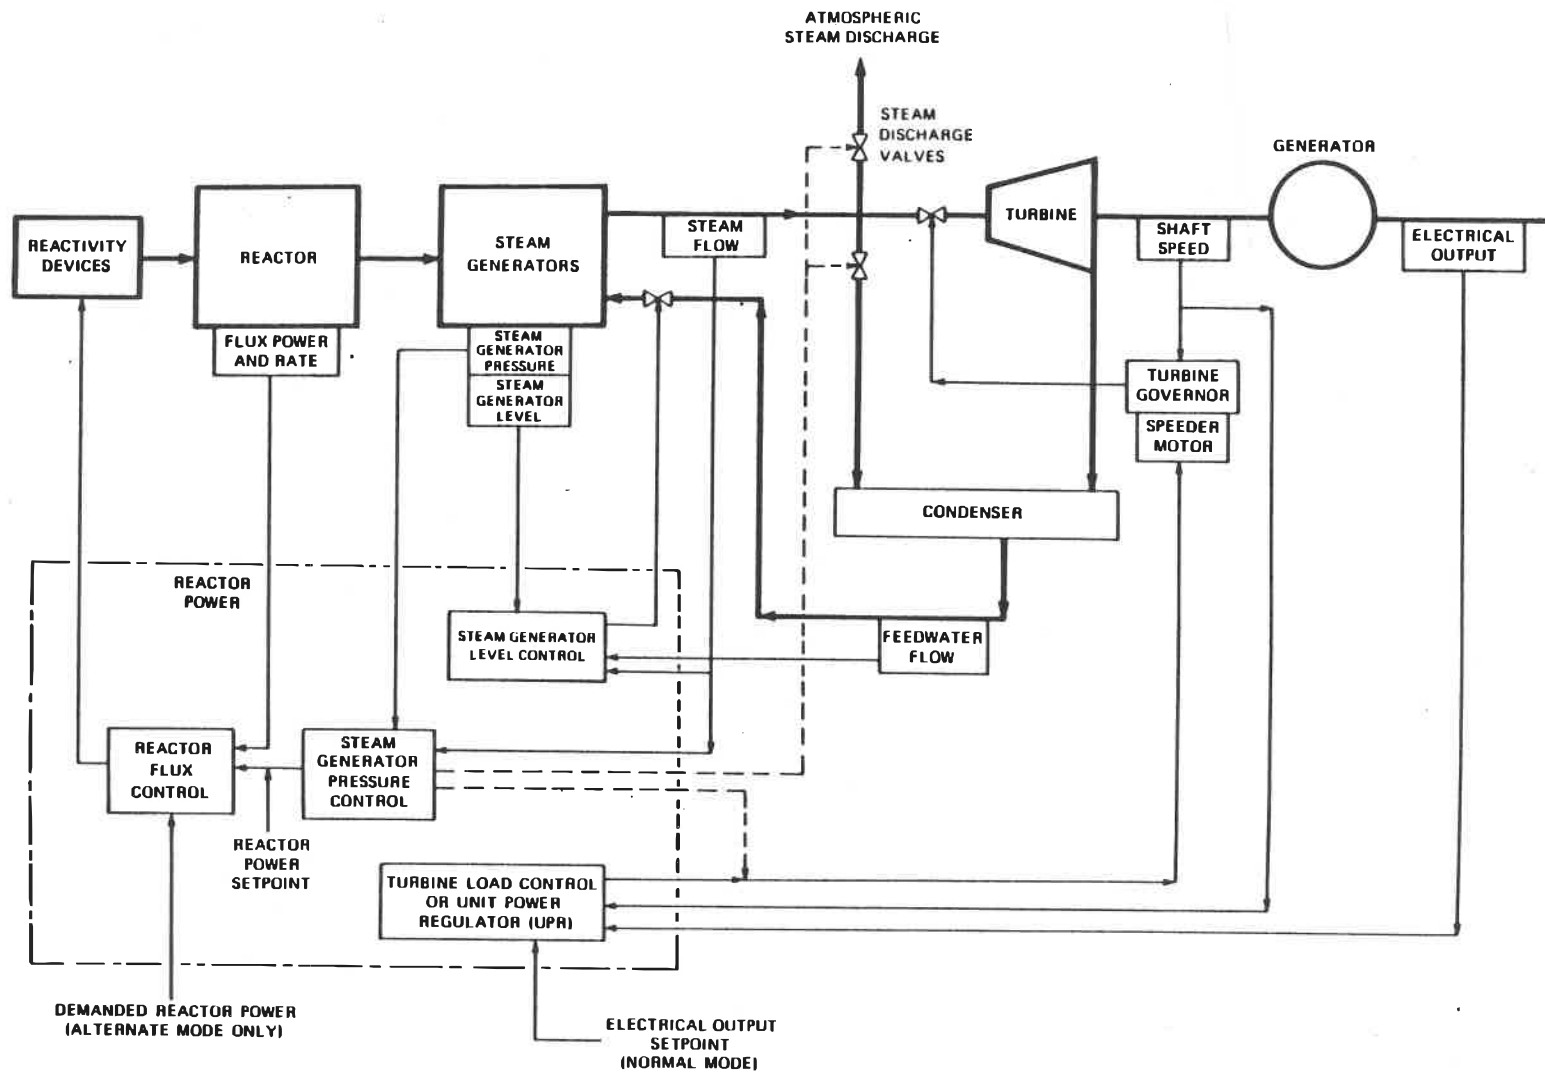 ATMOSPHERIC
STEAM DISCHARGE
STEAM
DISCHARGE
VALVES
GENERATOR
REACTIVITY
DEVICES
REACTOR
STEAM
GENERATORS
STEAM
FLOW
TURBINE
SHAFT
SPEED
ELECTRICAL
OUTPUT
FLUX POWER
AND RATE
STEAM
GENERATOR
PRESSURE
STEAM
GENERATOR
LEVEL
TURBINE
GOVERNOR
SPEEDER
MOTOR
CONDENSER
REACTOR
POWER
STEAM GENERATOR
LEVEL CONTROL
FEEDWATER
FLOW
REACTOR
FLUX
CONTROL
STEAM
GENERATOR
PRESSURE
CONTROL
REACTOR
POWER
SETPOINT
TURBINE LOAD CONTROL
OR UNIT POWER
REGULATOR (UPR)
DEMANDED REACTOR POWER
(ALTERNATE MODE ONLY)
ELECTRICAL OUTPUT
SETPOINT
(NORMAL MODE)